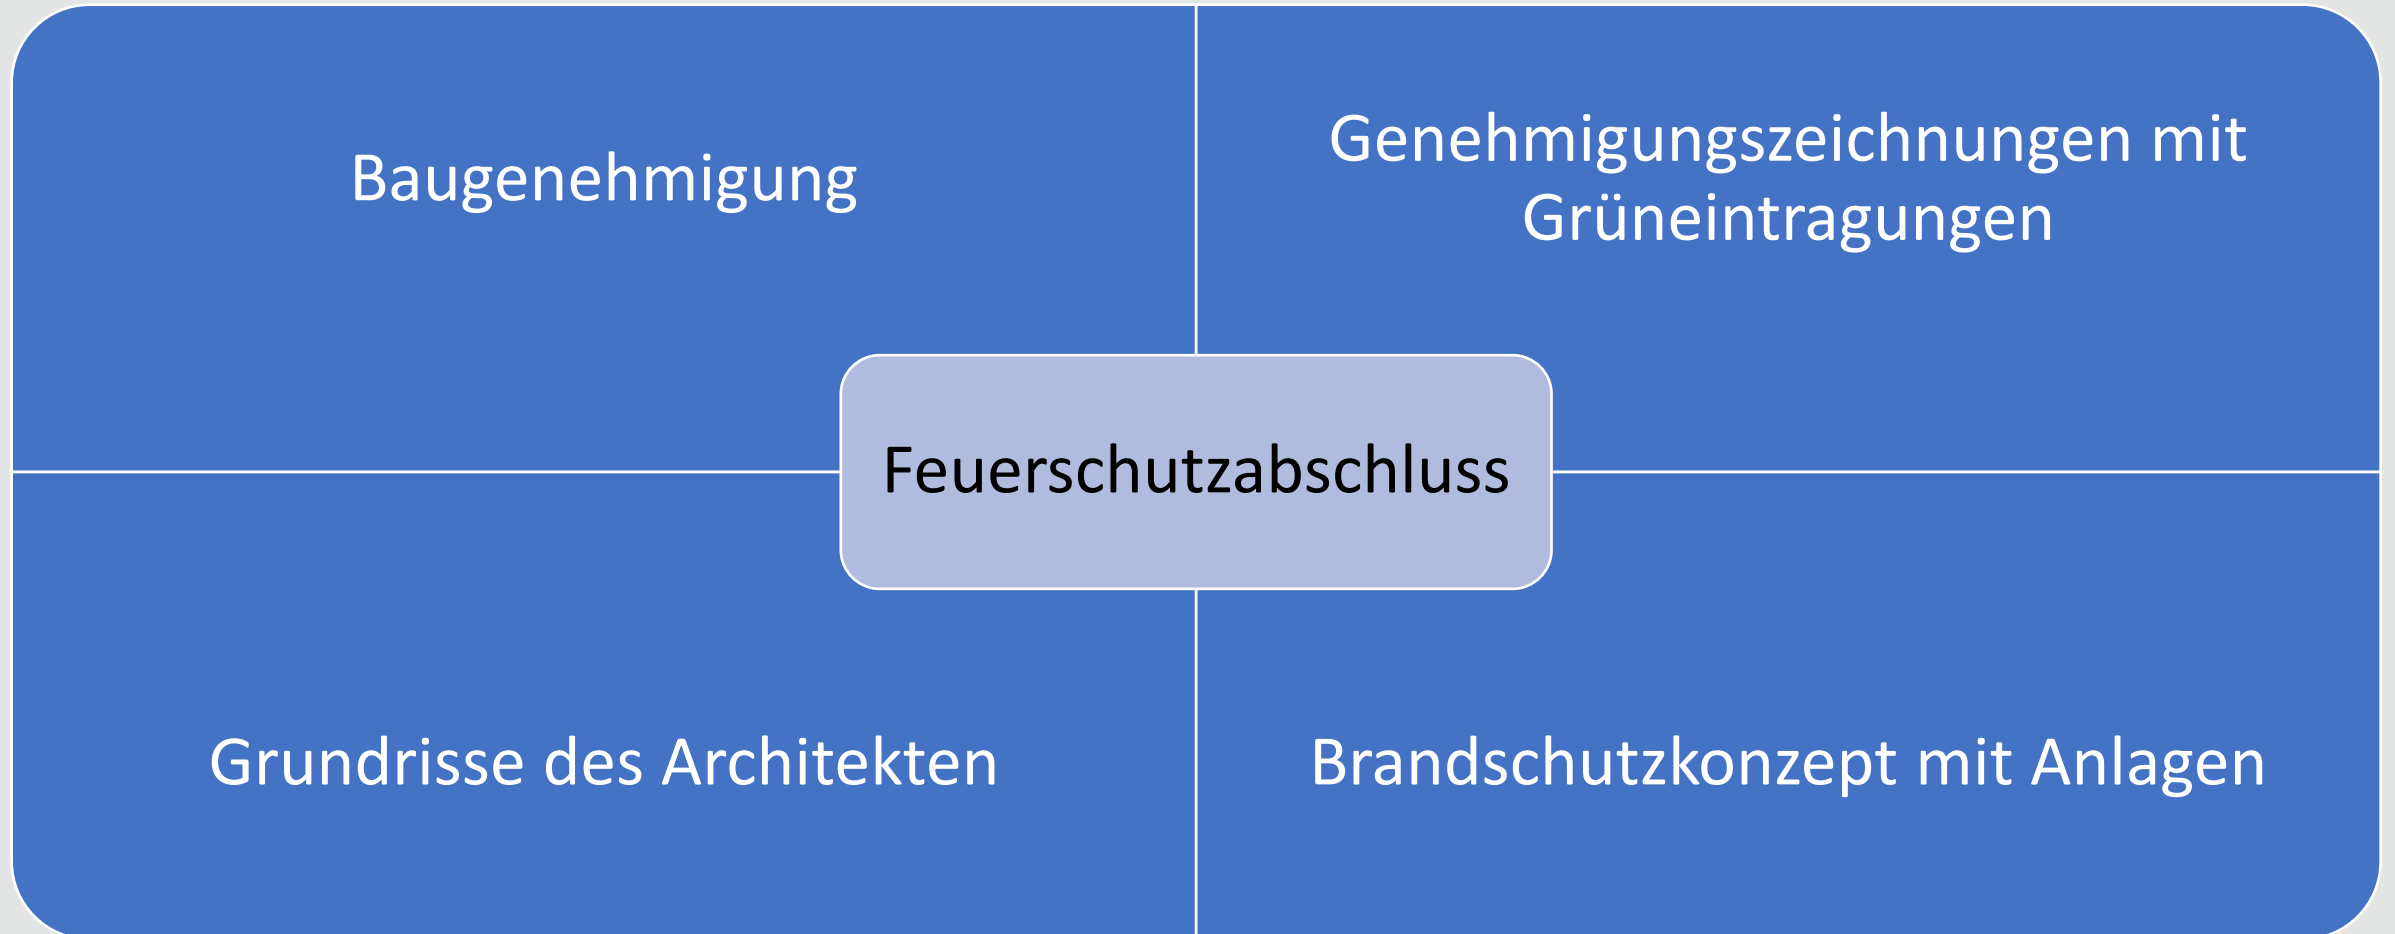 Baugenehmigung
Genehmigungszeichnungen mit
Grüneintragungen
Feuerschutzabschluss
Grundrisse des Architekten
Brandschutzkonzept mit Anlagen